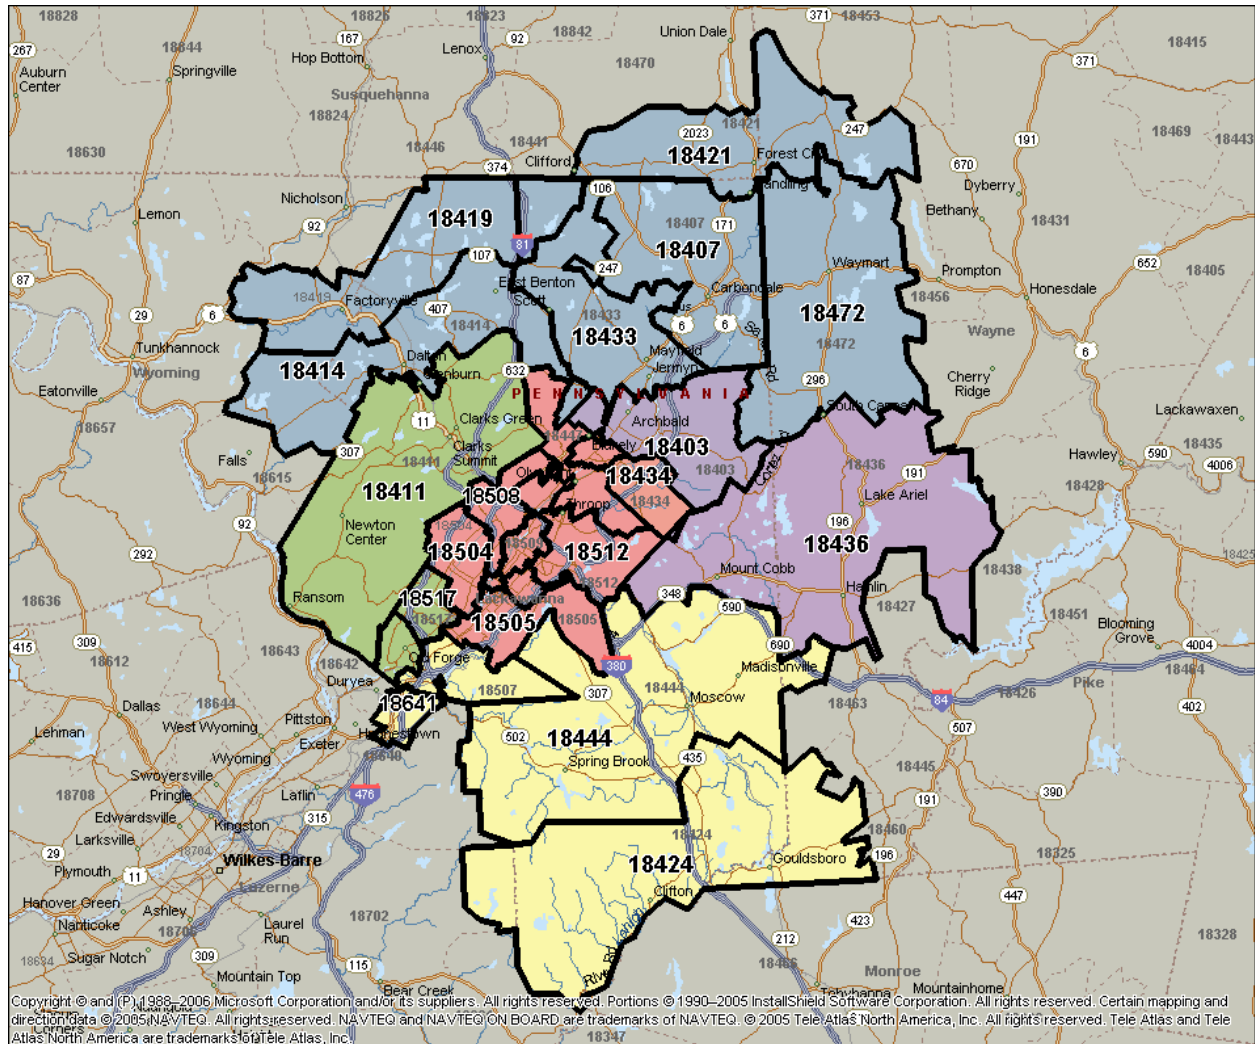 18828
18826
18823
371
18453
167
92
18842
Union Dale
267
18844
Hop Bottom
Lenox
18470
18415
371
Auburn
Center
Springville
Susquehanna
18824
2023
18421
247
191
18469
18443
18630
18446
18441
18421
Clifford
374
Forest
670
Nicholson
106
Dyberry
Lemon
92
18419
18407
171
Bethany
18431
81
18407
107
247
Waymart
Prompton
652
18405
87
East Benton
Carbondale
18456
Honesdale
29
6
18419
Factoryville
407
Scott
18433
6
6
18472
18414
18433
Wayne
Tunkhannock
Wyoming
Dalton
18472
6
18414
Mayfield
Jermyn
632
Eatonville
PENNSYLVANIA
296
Cherry
Ridge
11
Clarks Green
Archbald
Lackawaxen
18657
Clarks
Summit
18447
Blakely
18403
18435
Falls
307
18411
18403
18436
191
Hawley
590
4006
18615
18411
18508
18434
18428
Throop
18434
Lake Ariel
92
Newton
Center
18504
18504
18509
18512
196
18436
292
18425
Mount Cobb
18438
18636
Ransom
18517
18512
348
590
Hamlin
18427
18451
309
18505
18505
Blooming
Grove
415
18612
18643
18642
690
4004
380
Madisonville
18464
Duryea
18507
307
18444
Moscow
84
18426
Pike
18463
Dallas
18644
18641
402
Lehman
West Wyoming
Pittston
Exeter
502
18444
507
Wyoming
18640
Spring Brook
435
18445
Swoyersville
18708
Pringle
Laflin
476
191
390
Edwardsville
Kingston
315
18424
18460
Larksville
29
18704
18424
Gouldsboro
196
18325
Plymouth
11
Wilkes-Barre
Luzerne
Clifton
447
Hanover Green
Ashley
18702
423
Nanticoke
Laurel
Run
212
18328
Sugar Notch
309
18466
18634
Mountain Top
115
Bear Creek
Monroe
Tobyhanna
Mountainhome
Copyright © and (P) 1988–2006 Microsoft Corporation and/or its suppliers. All rights reserved. Portions © 1990–2005 InstallShield Software Corporation. All rights reserved. Certain mapping and
direction data © 2005 NAVTEQ. All rights reserved. NAVTEQ and NAVTEQ ON BOARD are trademarks of NAVTEQ. © 2005 Tele Atlas North America, Inc. All rights reserved. Tele Atlas and Tele
Atlas North America are trademarks of Tele Atlas, Inc.
18347